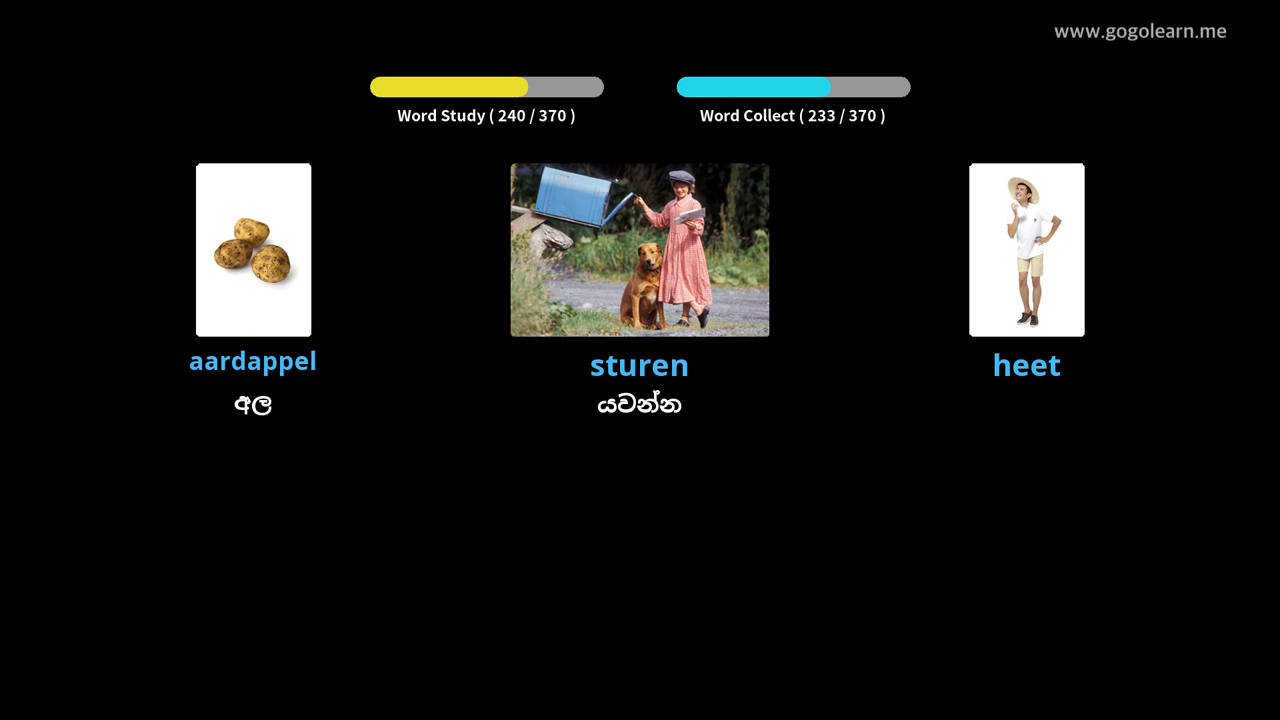 www.gogolearn.me
Word Study ( 240 / 370 )
Word Collect ( 233 / 370 )
aardappel
අල
sturen
යවන්න
heet